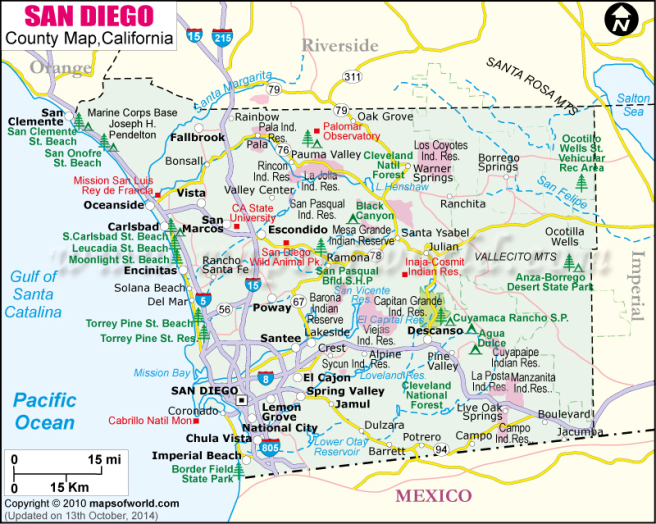 SAN DIEGO
County Map,California
15
215
N
Riverside
Orange
Santa Margarita
79
311
SANTA ROSA MTS
Salton
Sea
San
Clemente
San Clemente
St. Beach
San Onofre
St. Beach
Marine Corps Base
Joseph H.
Pendelton
Rainbow
79
Oak Grove
Fallbrook
Pala Ind.
Res.
Pala
76
Palomar
Observatory
Pauma Valley
Bonsall
Rincon
Ind. Res.
La Jolla
Ind. Res.
Cleveland
Natl
Forest
L. Henshaw
Los Coyotes
Ind. Res.
Warner
Springs
Borrego
Springs
Ocotillo
Wells St.
Vehicular
Rec Area
San Felipe
Mission San Luis
Rey de Francia
Vista
Valley Center
Oceanside
San
Marcos
CA State
University
San Pasqual
Ind.Res.
Black
Canyon
Ranchita
Carlsbad
S.Carlsbad St. Beach
Leucadia St. Beach
Moonlight St. Beach
Escondido
Mesa Grande
Indian Reserve
Santa Ysabel
Julian
Ocotilla
Wells
San Diego
Wild Animal Pk.
Ramona
78
VALLECITO MTS
Encinitas
Rancho
Santa Fe
San Pasqual
Bfld.S.H.P
Inaja-Cosmit
Indian Res.
Anza-Borrego
Desert State Park
Imperial
Gulf of
Santa
Catalina
Solana Beach
Del Mar
5
15
56
Poway
67
San Vicente
Res.
Barona
Indian
Reserve
Capitan Grande
Ind. Res.
Cuyamaca Rancho S.P.
Torrey Pine St. Beach
Torrey Pine St. Res.
Lakeside
El Capital Res.
Viejas
Ind. Res.
Descanso
Agua
Dulce
Santee
Crest
Alpine
Sycun Ind. Res.
Loveland Res.
Pine
Valley
Cuyapaipe
Indian Res.
Mission Bay
8
El Cajon
La Posta
Ind. Res.
Manzanita
Ind.Res.
Pacific
Ocean
SAN DIEGO
Spring Valley
Cleveland
National
Forest
Coronado
Lemon
Grove
Jamul
Live Oak
Springs
Boulevard
Cabrillo Natil Mon
National City
Dulzura
Campo
Campo
Ind.Res.
Jacumba
Chula Vista
805
Lower Otay
Reservoir
Potrero
Barrett
94
Imperial Beach
Border Field
State Park
MEXICO
0
15 mi
0
15 Km
Copyright © 2010 mapsofworld.com
(Updated on 13th October, 2014)